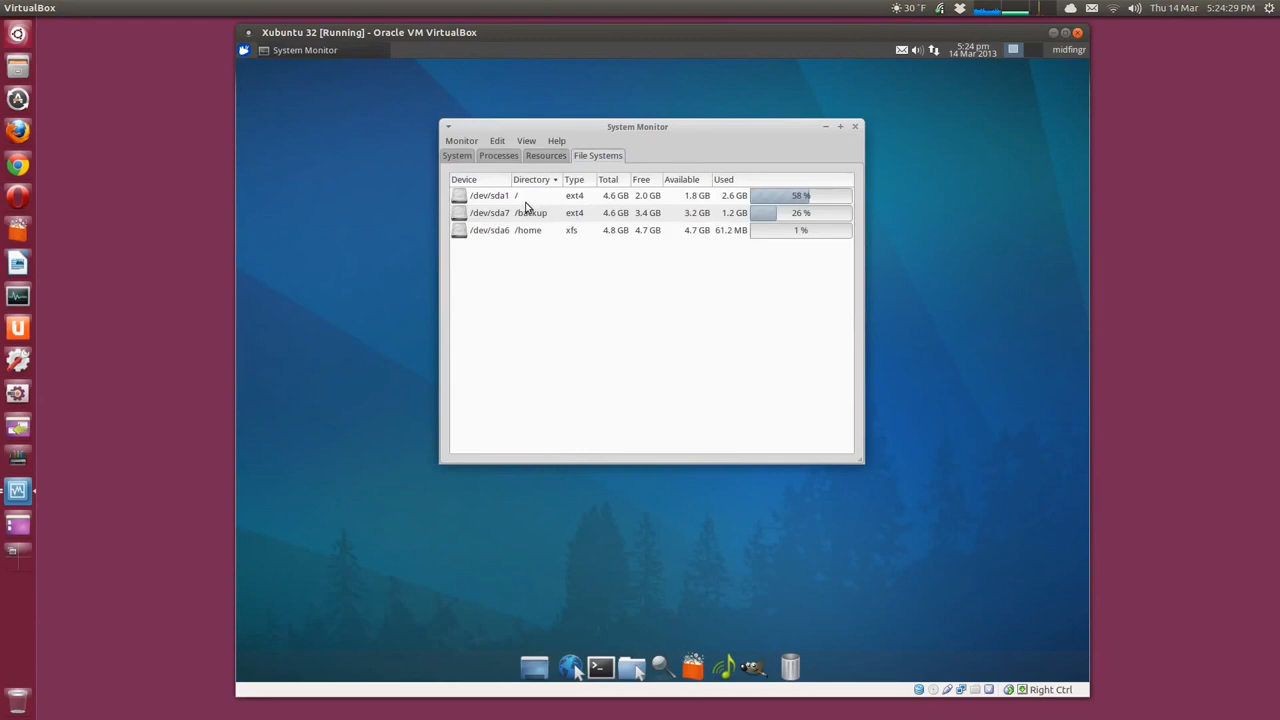 VirtualBox
30 °F
Thu 14 Mar 5:24:29 PM
Xubuntu 32 [Running] - Oracle VM VirtualBox
System Monitor
5:24 pm
14 Mar 2013
midfingr
System Monitor
Monitor Edit View Help
System Processes Resources File Systems
Device Directory Type Total Free Available Used
/dev/sda1 / ext4 4.6 GB 2.0 GB 1.8 GB 2.6 GB 58 %
/dev/sda7 /backup ext4 4.6 GB 3.4 GB 3.2 GB 1.2 GB 26 %
/dev/sda6 /home xfs 4.8 GB 4.7 GB 4.7 GB 61.2 MB 1 %
Right Ctrl